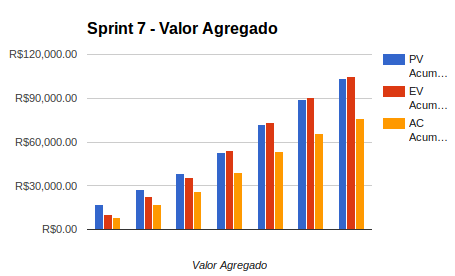 Sprint 7 - Valor Agregado
R$120,000.00
R$90,000.00
R$60,000.00
R$30,000.00
R$0.00
PV
Acum…
EV
Acum…
AC
Acum…
Valor Agregado